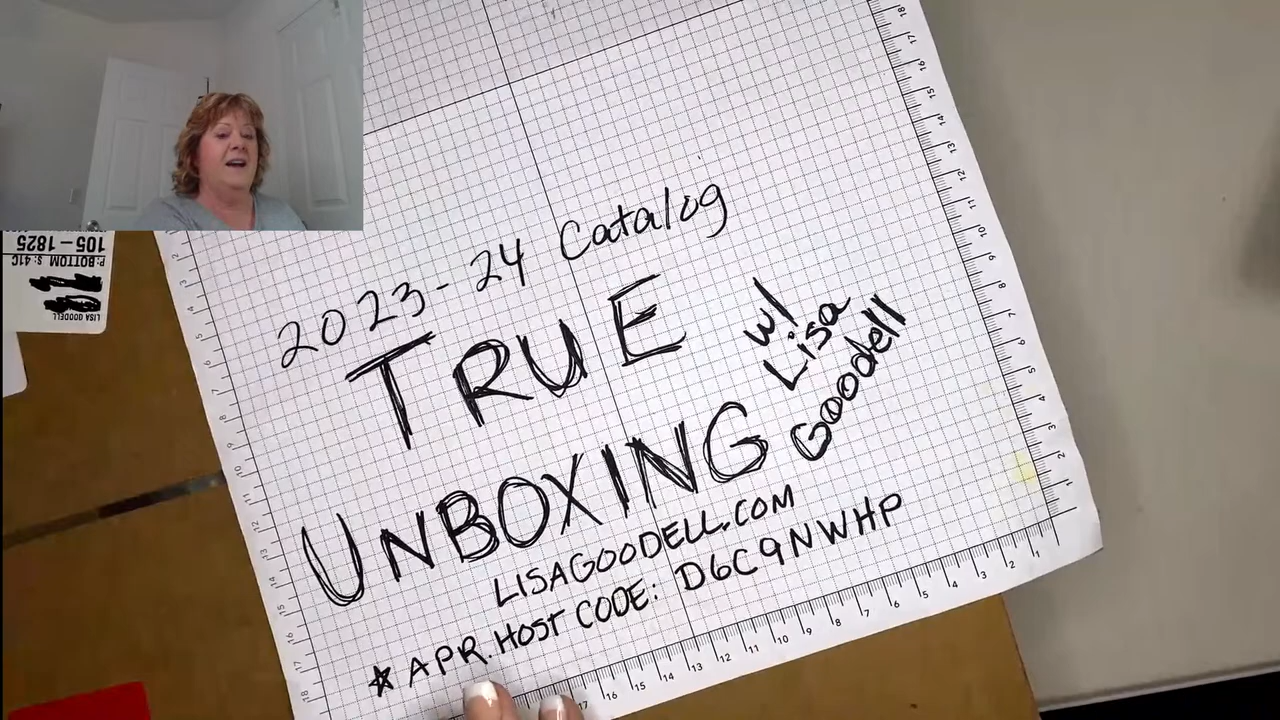 2023-24 Catalog
TRUE
UNBOXING
w/
Lisa
Goodell
LISAGOODELL.COM
☆ APR. HOST CODE: D6C9NWHP
105-1825
P: BOTTOM S: 41C
LISA GOODELL